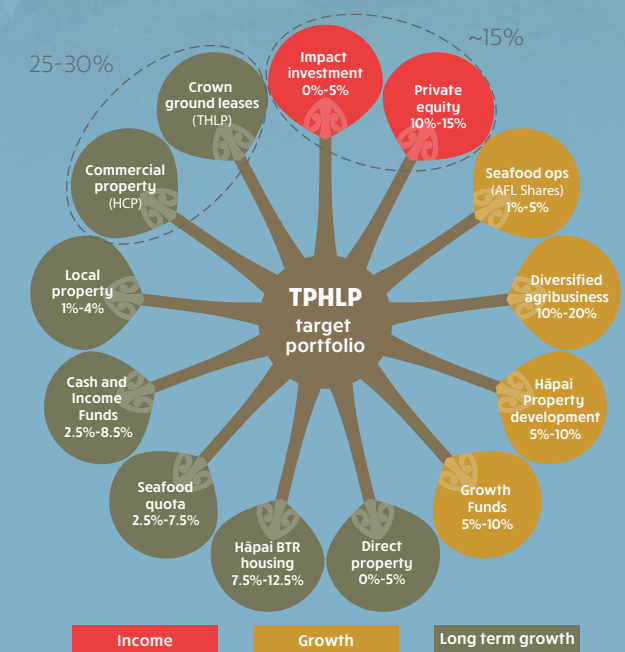 ~15%
25-30%
Impact
investment
0%-5%
Private
equity
10%-15%
Crown
ground leases
(THLP)
Commercial
property
(HCP)
Seafood ops
(AFL Shares)
1%-5%
Local
property
1%-4%
Diversified
agribusiness
10%-20%
TPHLP
target
portfolio
Cash and
Income
Funds
2.5%-8.5%
Hāpai
Property
development
5%-10%
Seafood
quota
2.5%-7.5%
Growth
Funds
5%-10%
Hāpai BTR
housing
7.5%-12.5%
Direct
property
0%-5%
Income
Growth
Long term growth